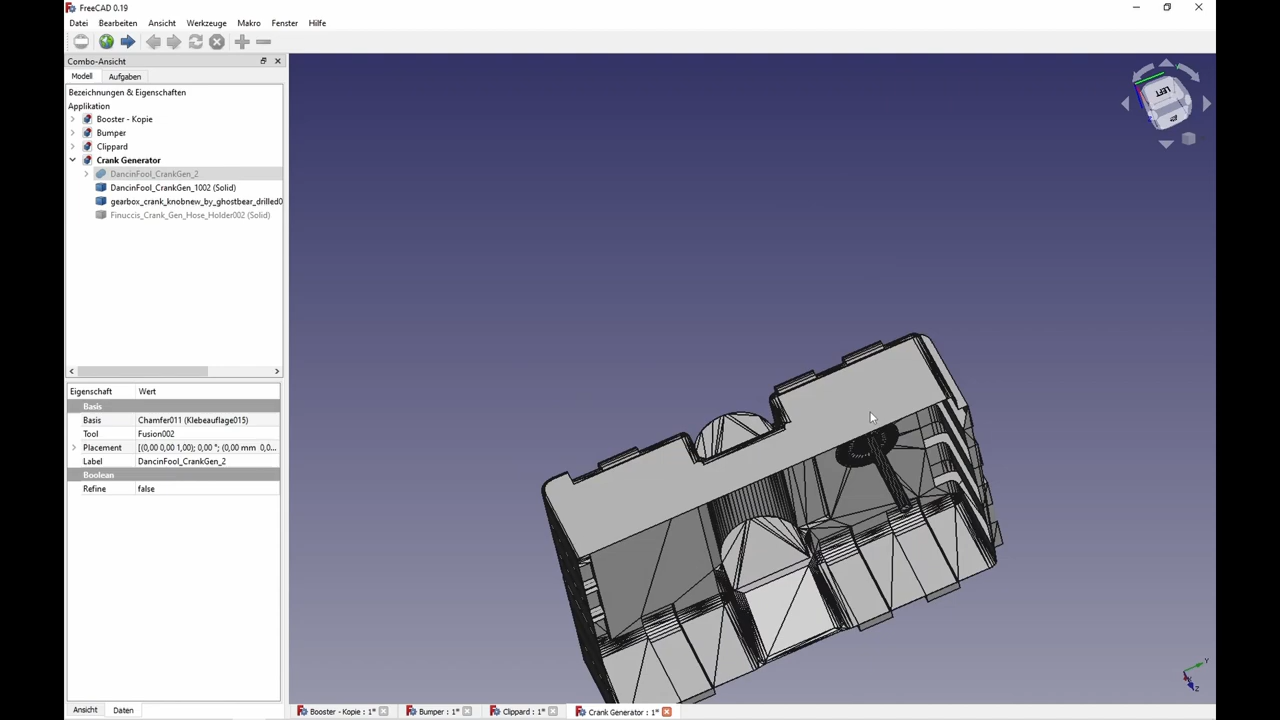 FreeCAD 0.19
Datei Bearbeiten Ansicht Werkzeuge Makro Fenster Hilfe
Combo-Ansicht
Modell Aufgaben
Bezeichnungen & Eigenschaften
Applikation
Booster - Kopie
Bumper
Clippard
Crank Generator
DancinFool_CrankGen_2
DancinFool_CrankGen_1002 (Solid)
gearbox_crank_knobnew_by_ghostbear_drilled0
Finuccis_Crank_Gen_Hose_Holder002 (Solid)
Eigenschaft Wert
Basis
Basis Chamfer011 (Klebeauflage015)
Tool Fusion002
Placement [(0,00 0,00 1,00); 0,00 °; (0,00 mm 0,0...
Label DancinFool_CrankGen_2
Boolean
Refine false
Ansicht Daten
Booster - Kopie : 1* Bumper : 1* Clippard : 1* Crank Generator : 1*
LEFT
Y
Z